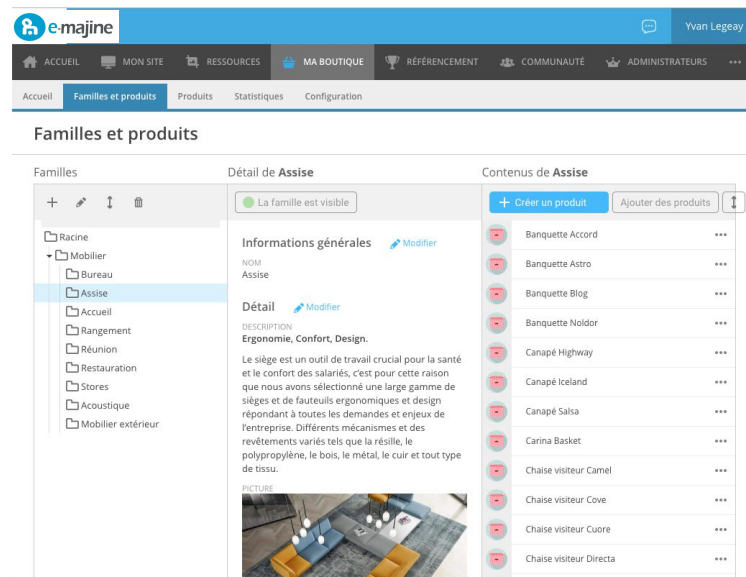 e-majine
Yvan Legeay
ACCUEIL MON SITE RESSOURCES MA BOUTIQUE RÉFÉRENCEMENT COMMUNAUTÉ ADMINISTRATEURS
Accueil Familles et produits Produits Statistiques Configuration
Familles et produits
Familles
Racine
Mobilier
Bureau
Assise
Accueil
Rangement
Réunion
Restauration
Stores
Acoustique
Mobilier extérieur
Détail de Assise
La famille est visible
Informations générales Modifier
NOM
Assise
Détail Modifier
DESCRIPTION
Ergonomie, Confort, Design.
Le siège est un outil de travail crucial pour la santé
et le confort des salariés, c'est pour cette raison
que nous avons sélectionné une large gamme de
sièges et de fauteuils ergonomiques et design
répondant à toutes les demandes et enjeux de
l'entreprise. Différents mécanismes et des
revêtements variés tels que la résille, le
polypropylène, le bois, le métal, le cuir et tout type
de tissu.
PICTURE
Contenus de Assise
Créer un produit Ajouter des produits
Banquette Accord
Banquette Astro
Banquette Blog
Banquette Noldor
Canapé Highway
Canapé Iceland
Canapé Salsa
Carina Basket
Chaise visiteur Camel
Chaise visiteur Cove
Chaise visiteur Cuore
Chaise visiteur Directa